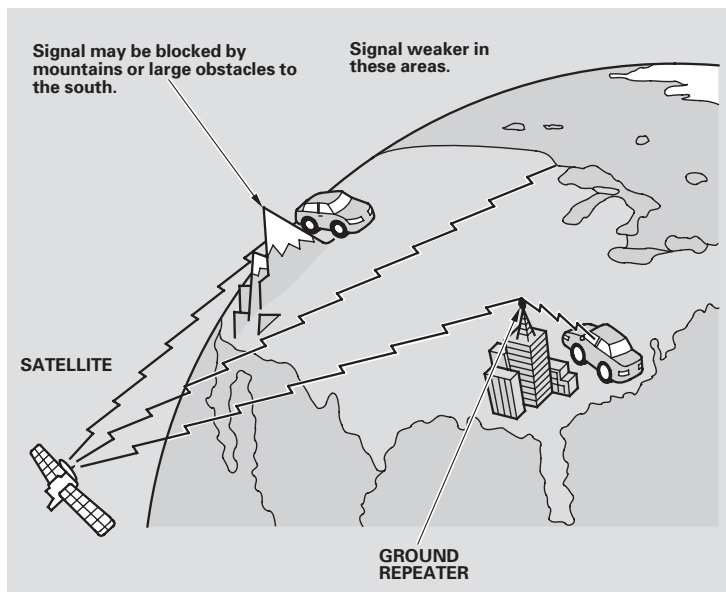 Signal may be blocked by
mountains or large obstacles to
the south.
Signal weaker in
these areas.
SATELLITE
GROUND
REPEATER